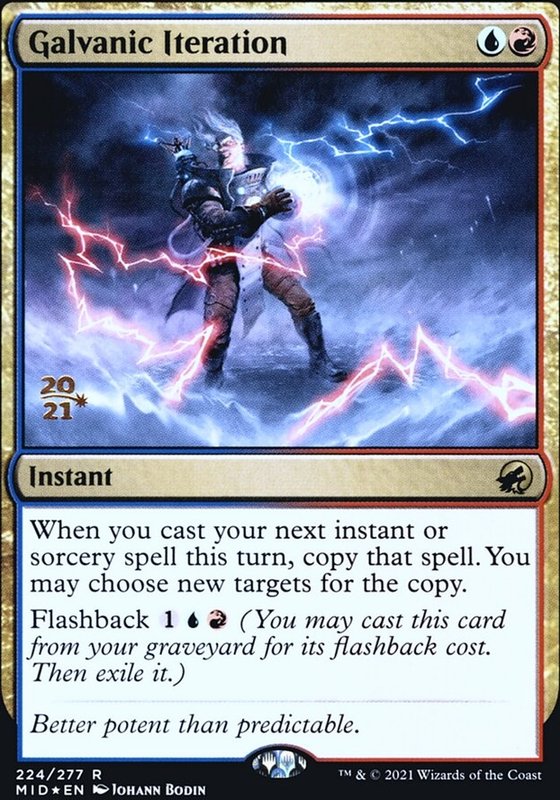 Galvanic Iteration
20
21
Instant
When you cast your next instant or
sorcery spell this turn, copy that spell. You
may choose new targets for the copy.
Flashback 1 (You may cast this card
from your graveyard for its flashback cost.
Then exile it.)
Better potent than predictable.
224/277 R
MID★EN Johann Bodin
™ & © 2021 Wizards of the Coast